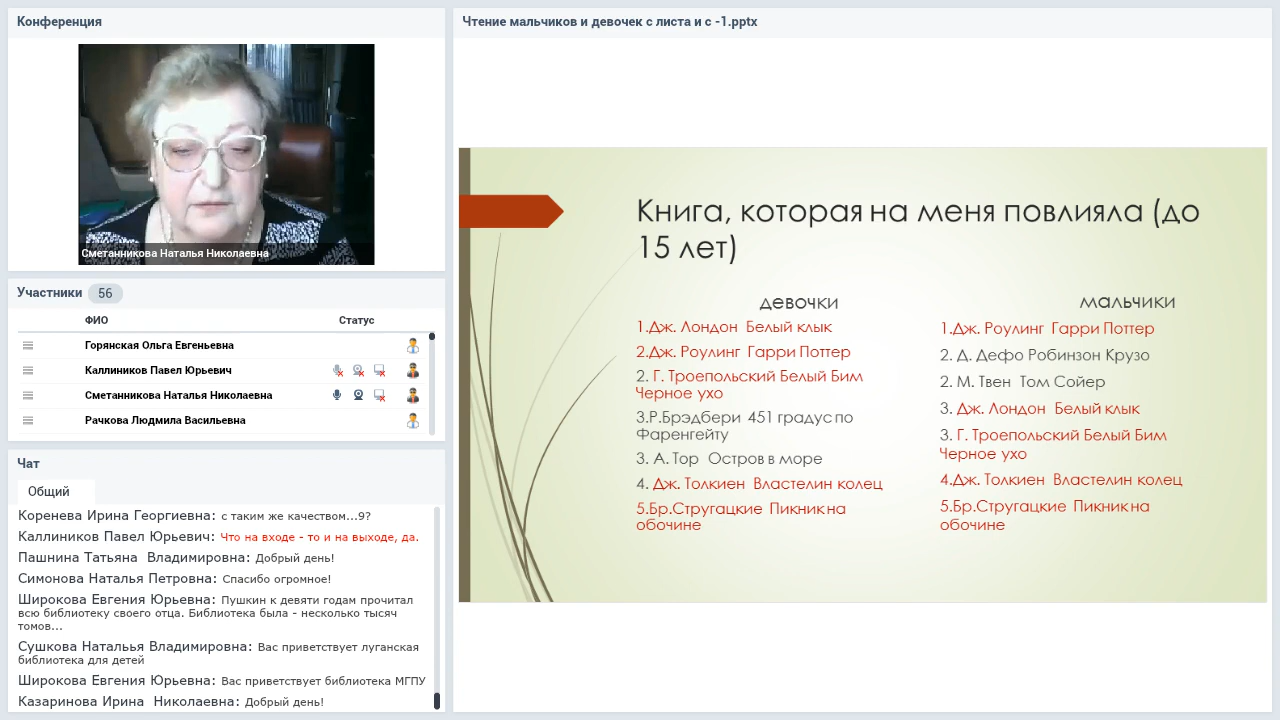 Конференция
Сметанникова Наталья Николаевна
Участники 56
ФИО Статус
Горянская Ольга Евгеньевна
Каллиников Павел Юрьевич
Сметанникова Наталья Николаевна
Рачкова Людмила Васильевна
Чат
Общий
Коренева Ирина Георгиевна: с таким же качеством...9?
Каллиников Павел Юрьевич: Что на входе - то и на выходе, да.
Пашнина Татьяна Владимировна: Добрый день!
Симонова Наталья Петровна: Спасибо огромное!
Широкова Евгения Юрьевна: Пушкин к девяти годам прочитал
всю библиотеку своего отца. Библиотека была - несколько тысяч
томов...
Сушкова Наталья Владимировна: Вас приветствует луганская
библиотека для детей
Широкова Евгения Юрьевна: Вас приветствует библиотека МГПУ
Казаринова Ирина Николаевна: Добрый день!
Чтение мальчиков и девочек с листа и с -1.pptx
Книга, которая на меня повлияла (до
15 лет)
девочки
1.Дж. Лондон Белый клык
2.Дж. Роулинг Гарри Поттер
2. Г. Троепольский Белый Бим
Черное ухо
3.Р.Брэдбери 451 градус по
Фаренгейту
3. А. Тор Остров в море
4. Дж. Толкиен Властелин колец
5.Бр.Стругацкие Пикник на
обочине
мальчики
1.Дж. Роулинг Гарри Поттер
2. Д. Дефо Робинзон Крузо
2. М. Твен Том Сойер
3. Дж. Лондон Белый клык
3. Г. Троепольский Белый Бим
Черное ухо
4.Дж. Толкиен Властелин колец
5.Бр.Стругацкие Пикник на
обочине